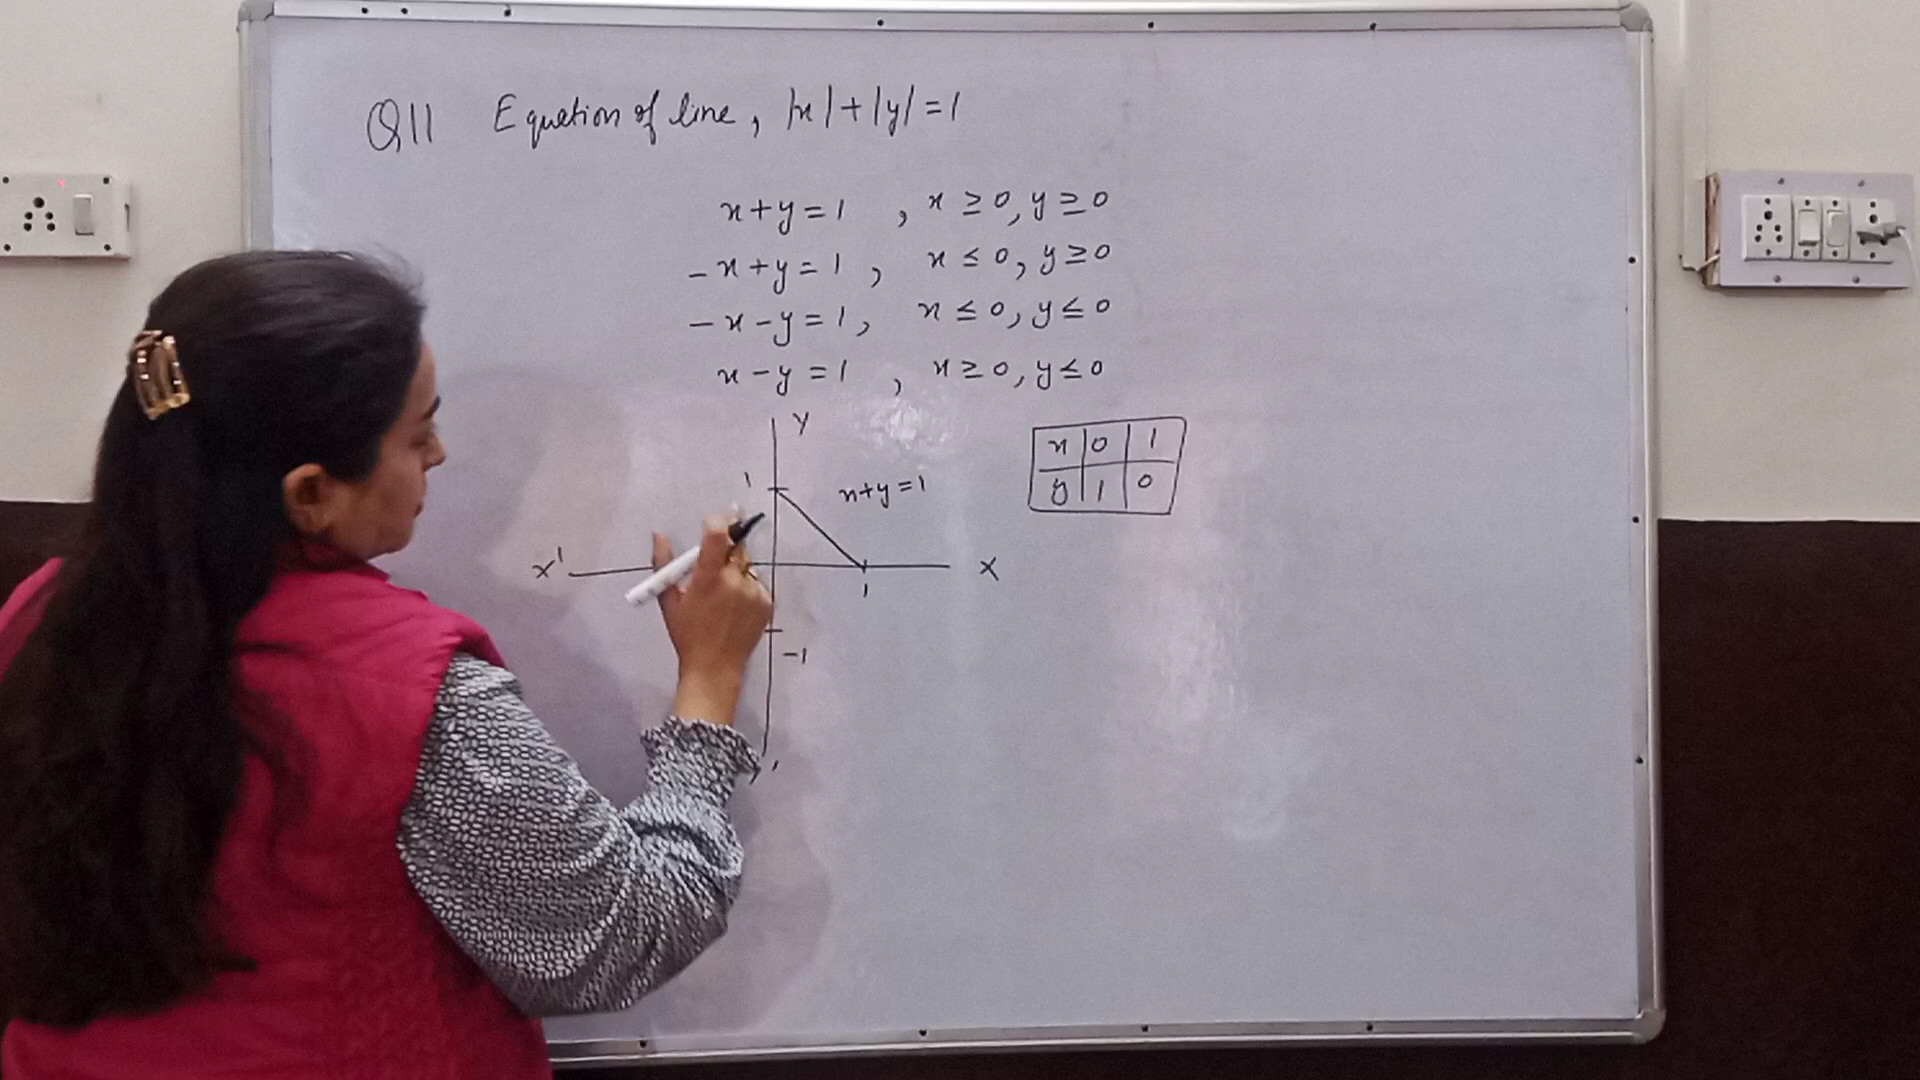 Q11 Equation of line, |x|+|y|=1
x+y=1 , x≥0, y≥0
-x+y=1 , x≤0, y≥0
-x-y=1, x≤0, y≤0
x-y=1 , x≥0, y≤0
Y
x 0 1
y 1 0
1
x+y=1
X'
X
1
-1